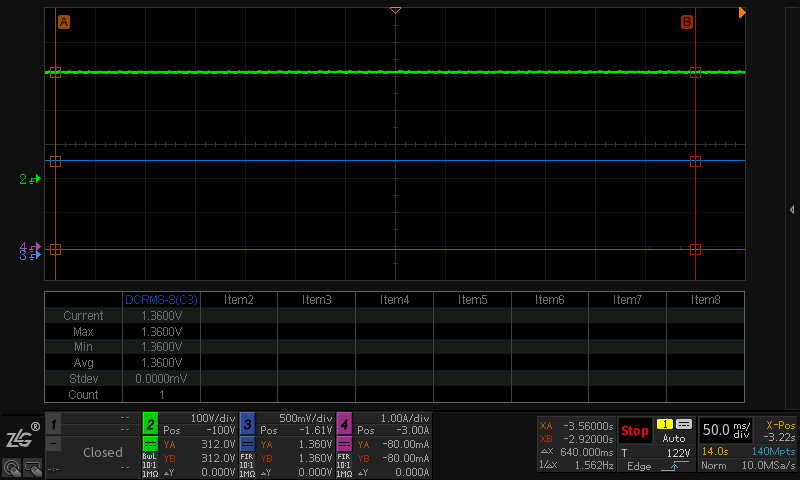 A B
2
4
3
DCRMS-S(C3) Item2 Item3 Item4 Item5 Item6 Item7 Item8
Current 1.3600V
Max 1.3600V
Min 1.3600V
Avg 1.3600V
Stdev 0.0000mV
Count 1
ZLG®
1 -- --
-- Closed
-:- --
2 100V/div
Pos -100V
YA 312.0V
YB 312.0V
△Y 0.000V
BwL
10:1
1MΩ
3 500mV/div
Pos -1.61V
YA 1.360V
YB 1.360V
△Y 0.000V
FIR
10:1
1MΩ
4 1.00A/div
Pos -3.00A
YA -80.00mA
YB -80.00mA
△Y 0.000A
FIR
10:1
1MΩ
XA -3.56000s
XB -2.92000s
△X 640.000ms
1/△X 1.562Hz
Stop 1
Auto
T 122V
Edge
50.0 ms/div
X-Pos
-3.22s
14.0s 140Mpts
Norm 10.0MSa/s